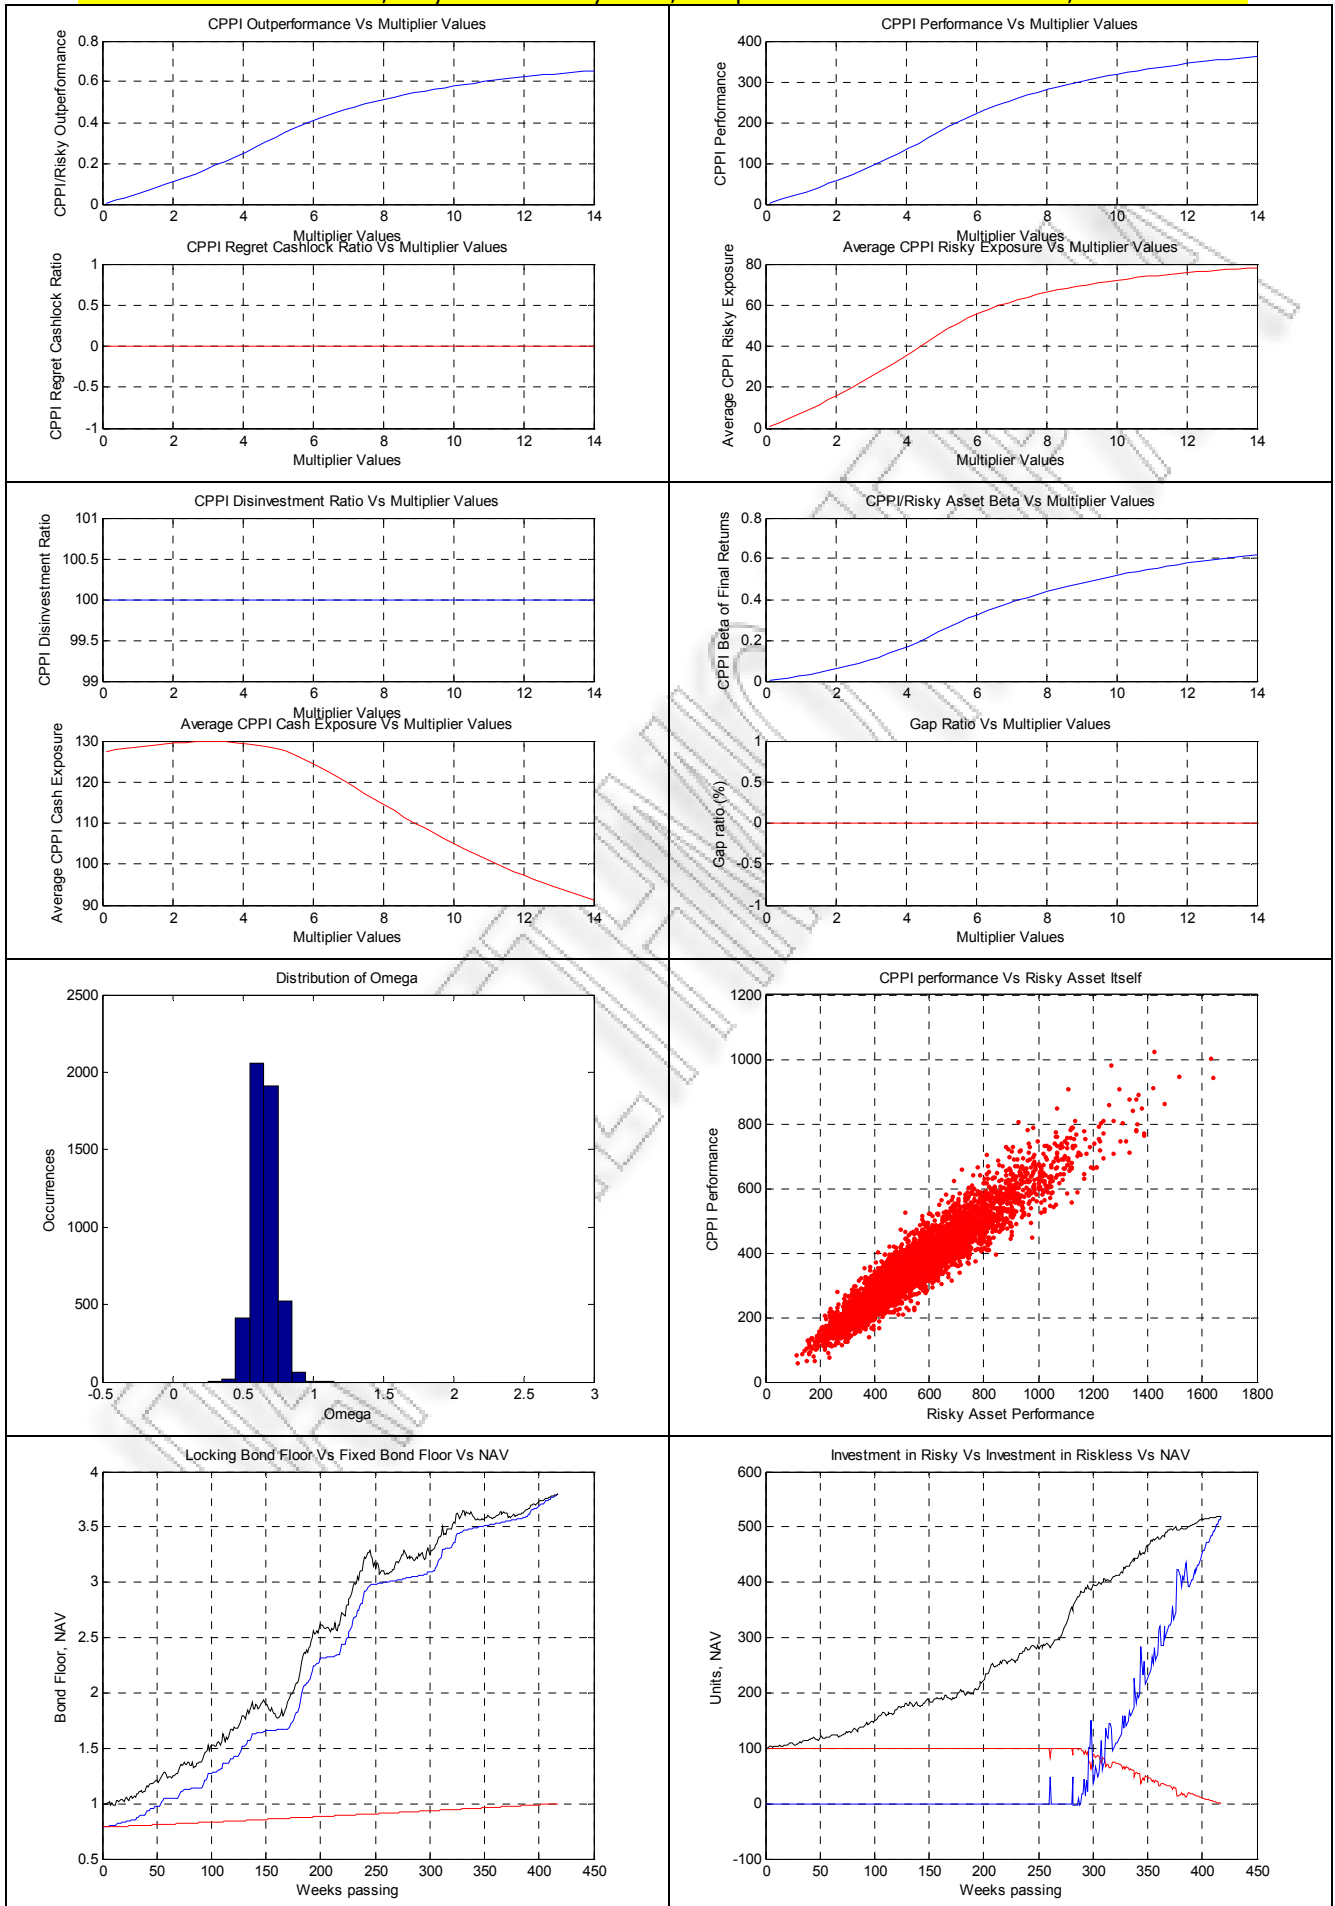 CPPI Outperformance Vs Multiplier Values
CPPI/Risky Outperformance
0.8
0.6
0.4
0.2
0
0 2 4 6 8 10 12 14
Multiplier Values
CPPI Performance Vs Multiplier Values
CPPI Performance
400
300
200
100
0
0 2 4 6 8 10 12 14
Multiplier Values
CPPI Regret Cashlock Ratio Vs Multiplier Values
CPPI Regret Cashlock Ratio
1
0.5
0
-0.5
-1
0 2 4 6 8 10 12 14
Multiplier Values
Average CPPI Risky Exposure Vs Multiplier Values
Average CPPI Risky Exposure
80
60
40
20
0
0 2 4 6 8 10 12 14
Multiplier Values
CPPI Disinvestment Ratio Vs Multiplier Values
CPPI Disinvestment Ratio
101
100.5
100
99.5
99
0 2 4 6 8 10 12 14
Multiplier Values
CPPI/Risky Asset Beta Vs Multiplier Values
CPPI Beta of Final Returns
0.8
0.6
0.4
0.2
0
0 2 4 6 8 10 12 14
Average CPPI Cash Exposure Vs Multiplier Values
Average CPPI Cash Exposure
130
120
110
100
90
0 2 4 6 8 10 12 14
Multiplier Values
Gap Ratio Vs Multiplier Values
Gap ratio (%)
1
0.5
0
-0.5
-1
0 2 4 6 8 10 12 14
Multiplier Values
Distribution of Omega
Occurrences
2500
2000
1500
1000
500
0
-0.5 0 0.5 1 1.5 2 2.5 3
Omega
CPPI performance Vs Risky Asset Itself
CPPI Performance
1200
1000
800
600
400
200
0
0 200 400 600 800 1000 1200 1400 1600 1800
Risky Asset Performance
Locking Bond Floor Vs Fixed Bond Floor Vs NAV
Bond Floor, NAV
4
3.5
3
2.5
2
1.5
1
0.5
0 50 100 150 200 250 300 350 400 450
Weeks passing
Investment in Risky Vs Investment in Riskless Vs NAV
Units, NAV
600
500
400
300
200
100
0
-100
0 50 100 150 200 250 300 350 400 450
Weeks passing